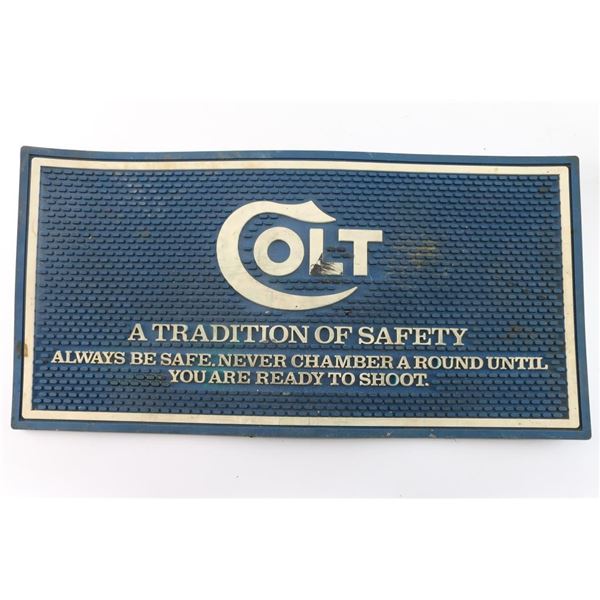 COLT
A TRADITION OF SAFETY
ALWAYS BE SAFE. NEVER CHAMBER A ROUND UNTIL
YOU ARE READY TO SHOOT.